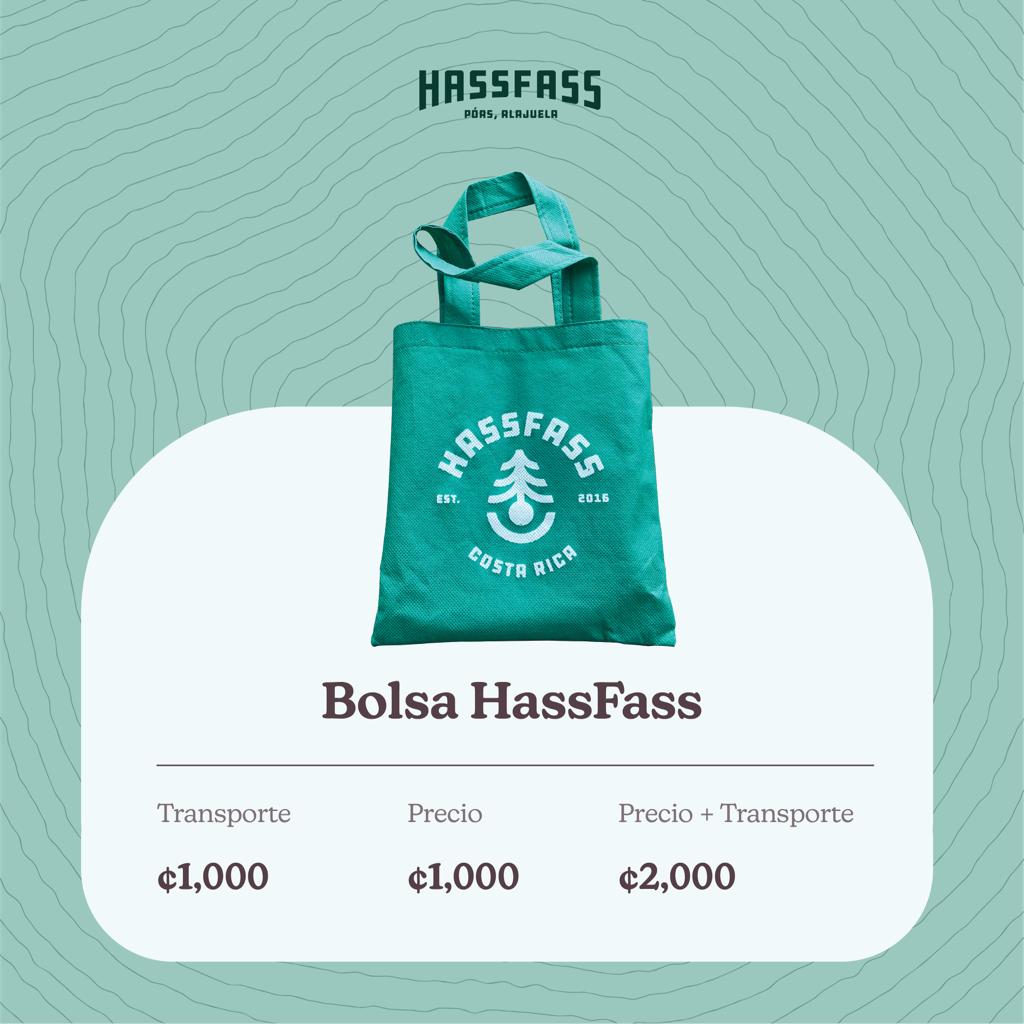 HASSFASS
PÓAS, ALAJUELA
HASSFASS
EST. 2016
COSTA RICA
Bolsa HassFass
Transporte Precio Precio + Transporte
¢1,000 ¢1,000 ¢2,000